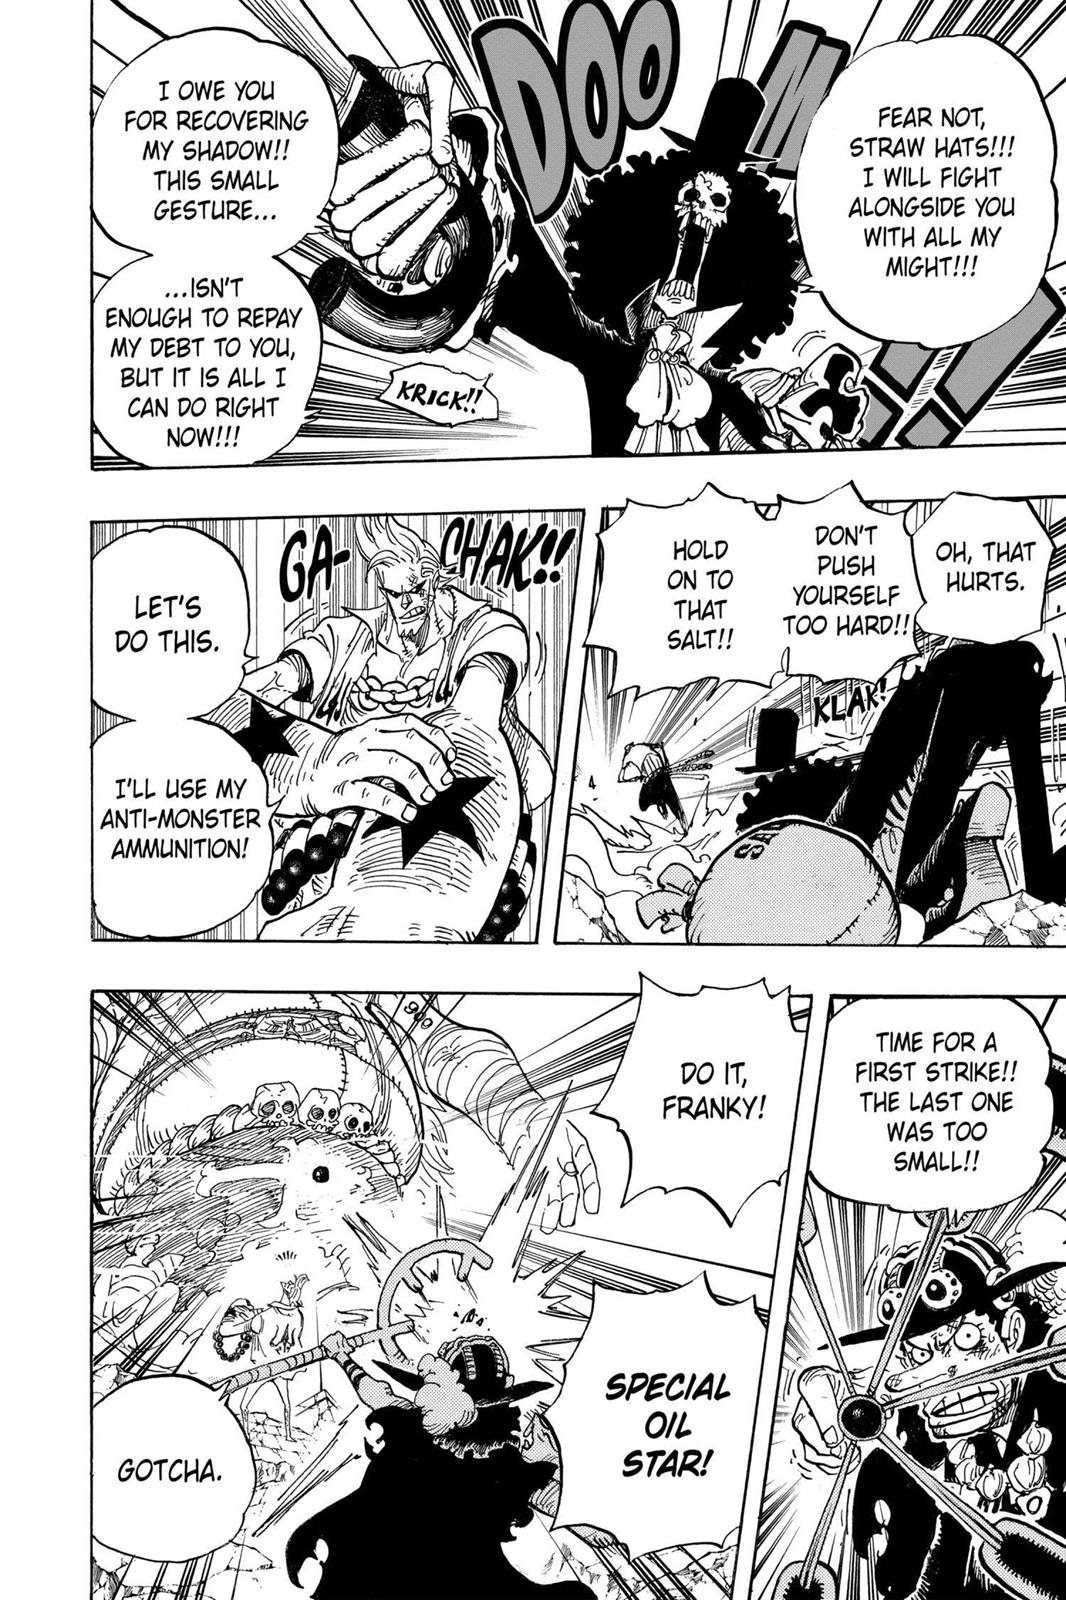 FEAR NOT,
STRAW HATS!!!
I WILL FIGHT
ALONGSIDE YOU
WITH ALL MY
MIGHT!!!
DOO M
!!
I OWE YOU
FOR RECOVERING
MY SHADOW!!
THIS SMALL
GESTURE...
...ISN'T
ENOUGH TO REPAY
MY DEBT TO YOU,
BUT IT IS ALL I
CAN DO RIGHT
NOW!!!
KRICK!!
OH, THAT
HURTS.
DON'T
PUSH
YOURSELF
TOO HARD!!
HOLD
ON TO
THAT
SALT!!
KLAK!
GA-
CHAK!!
LET'S
DO THIS.
I'LL USE MY
ANTI-MONSTER
AMMUNITION!
TIME FOR A
FIRST STRIKE!!
THE LAST ONE
WAS TOO
SMALL!!
DO IT,
FRANKY!
SPECIAL
OIL
STAR!
GOTCHA.